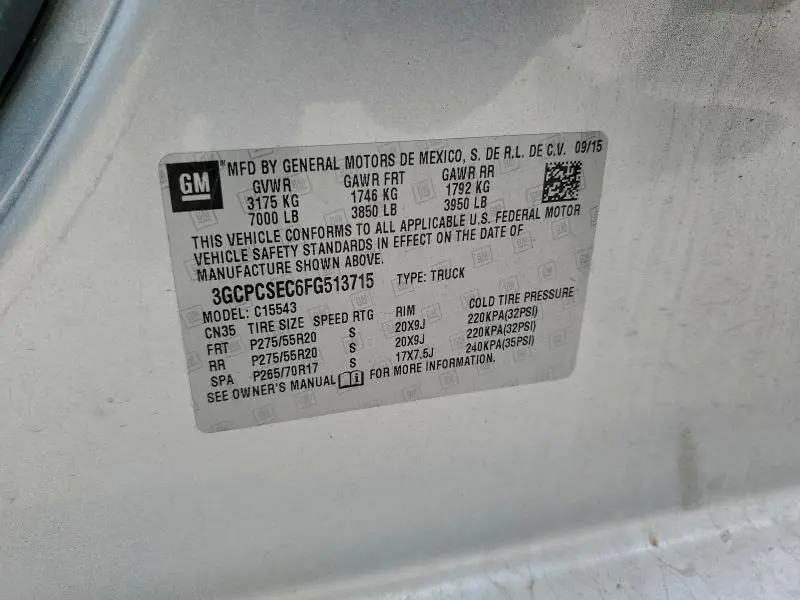 GM
MFD BY GENERAL MOTORS DE MEXICO, S. DE R.L. DE C.V. 09/15
GVWR GAWR FRT GAWR RR
3175 KG 1746 KG 1792 KG
7000 LB 3850 LB 3950 LB
THIS VEHICLE CONFORMS TO ALL APPLICABLE U.S. FEDERAL MOTOR
VEHICLE SAFETY STANDARDS IN EFFECT ON THE DATE OF
MANUFACTURE SHOWN ABOVE.
3GCPCSEC6FG513715 TYPE: TRUCK
MODEL: C15543
CN35 TIRE SIZE SPEED RTG RIM COLD TIRE PRESSURE
FRT P275/55R20 S 20X9J 220KPA(32PSI)
RR P275/55R20 S 20X9J 220KPA(32PSI)
SPA P265/70R17 S 17X7.5J 240KPA(35PSI)
SEE OWNER'S MANUAL FOR MORE INFORMATION.